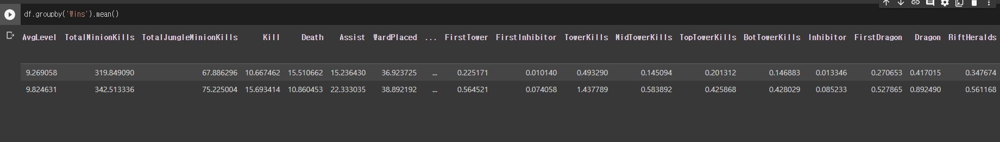 df.groupby('Wins').mean()
AvgLevel TotalMinionKills TotalJungleMinionKills Kill Death Assist WardPlaced ... FirstTower FirstInhibitor TowerKills MidTowerKills TopTowerKills BotTowerKills Inhibitor FirstDragon Dragon RiftHeralds
9.269058 319.849090 67.886296 10.667462 15.510662 15.236430 36.923725 ... 0.225171 0.010140 0.493290 0.145094 0.201312 0.146883 0.013346 0.270653 0.417015 0.347674
9.824631 342.513336 75.225004 15.693414 10.860453 22.333035 38.892192 ... 0.564521 0.074058 1.437789 0.583892 0.425868 0.428029 0.085233 0.527865 0.892490 0.561168